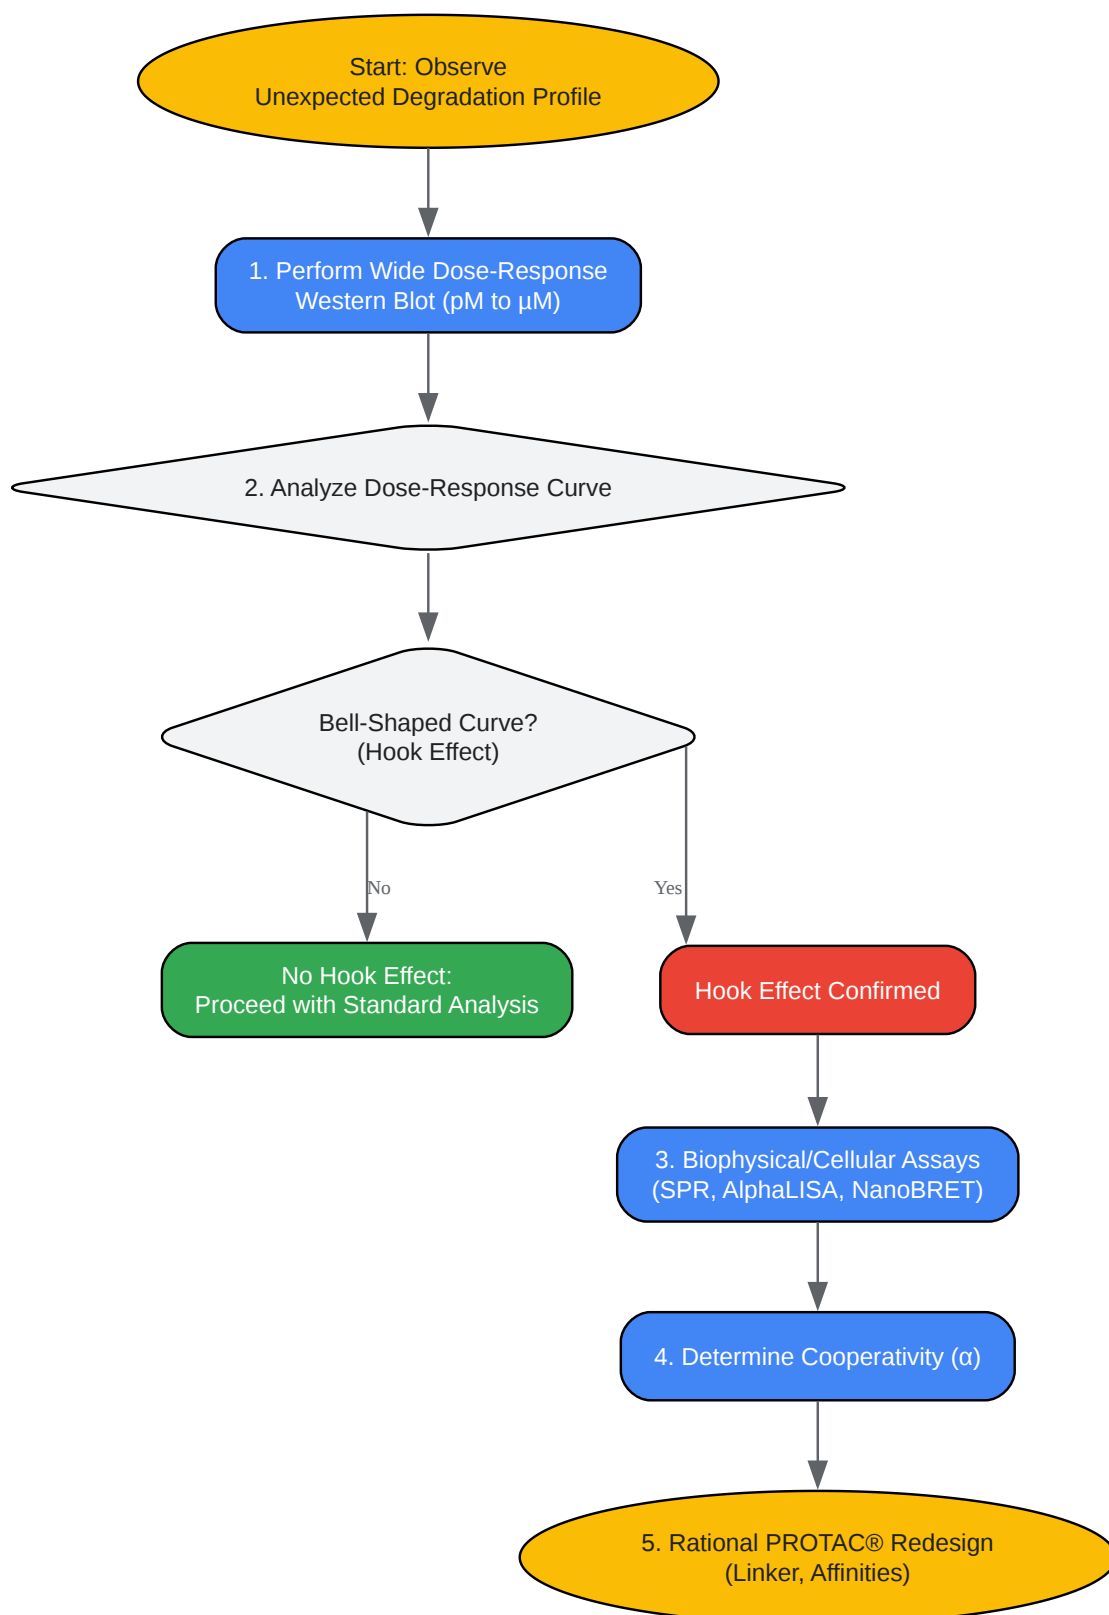 Start: Observe
Unexpected Degradation Profile
1. Perform Wide Dose-Response
Western Blot (pM to µM)
2. Analyze Dose-Response Curve
Bell-Shaped Curve?
(Hook Effect)
No
Yes
No Hook Effect:
Proceed with Standard Analysis
Hook Effect Confirmed
3. Biophysical/Cellular Assays
(SPR, AlphaLISA, NanoBRET)
4. Determine Cooperativity (α)
5. Rational PROTAC® Redesign
(Linker, Affinities)